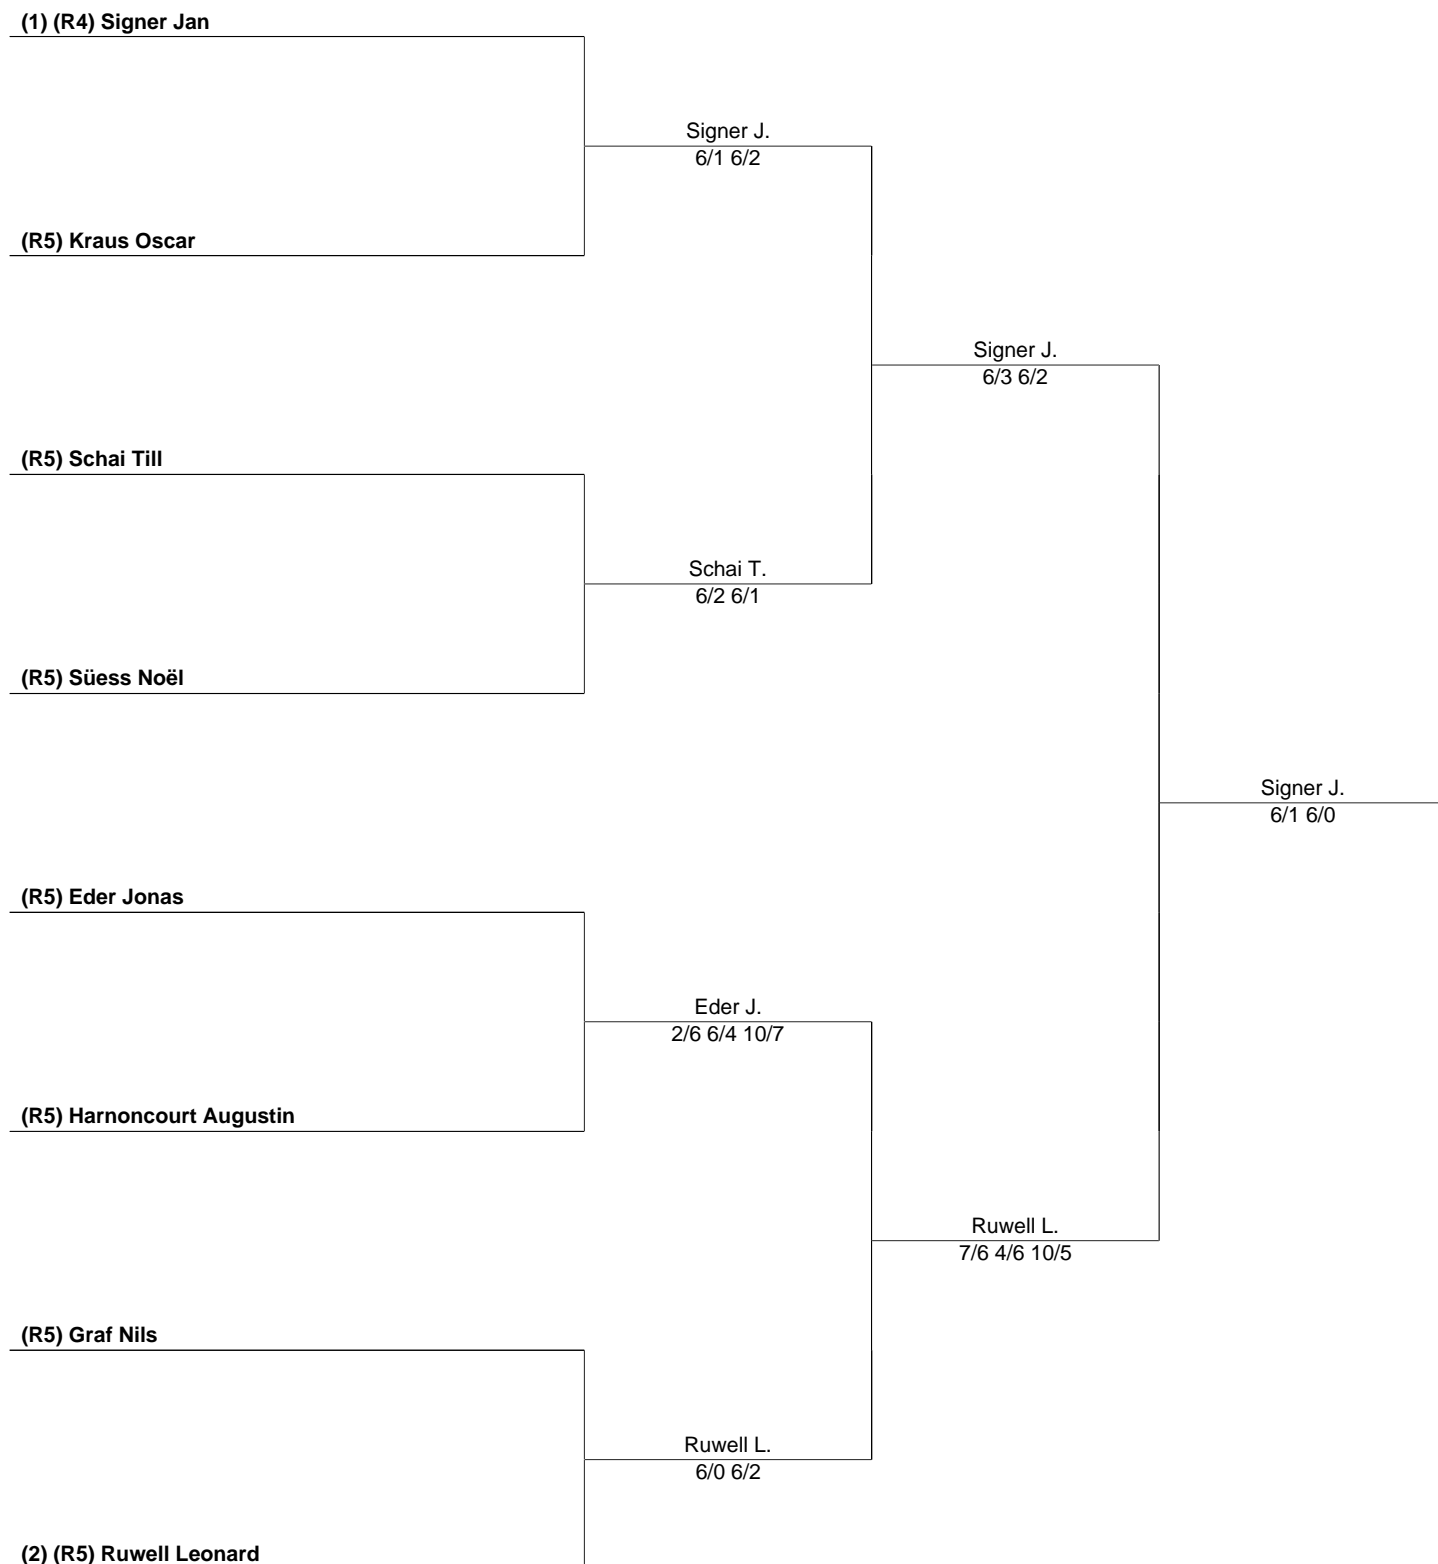 (1) (R4) Signer Jan
Signer J.
6/1 6/2
(R5) Kraus Oscar
Signer J.
6/3 6/2
(R5) Schai Till
Schai T.
6/2 6/1
(R5) Süess Noël
Signer J.
6/1 6/0
(R5) Eder Jonas
Eder J.
2/6 6/4 10/7
(R5) Harnoncourt Augustin
Ruwell L.
7/6 4/6 10/5
(R5) Graf Nils
Ruwell L.
6/0 6/2
(2) (R5) Ruwell Leonard